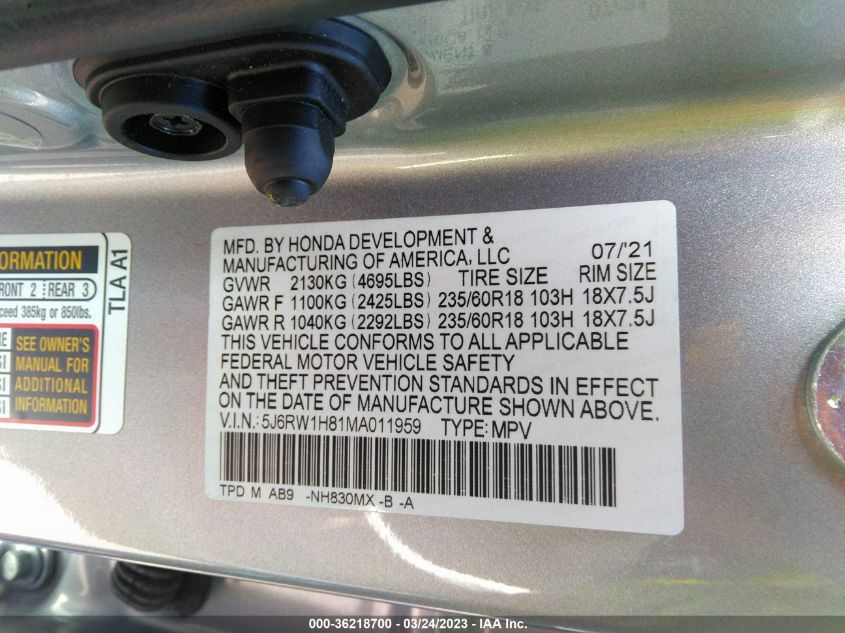 MFD. BY HONDA DEVELOPMENT &
MANUFACTURING OF AMERICA, LLC 07/'21
GVWR 2130KG (4695LBS) TIRE SIZE RIM SIZE
GAWR F 1100KG (2425LBS) 235/60R18 103H 18X7.5J
GAWR R 1040KG (2292LBS) 235/60R18 103H 18X7.5J
THIS VEHICLE CONFORMS TO ALL APPLICABLE
FEDERAL MOTOR VEHICLE SAFETY
AND THEFT PREVENTION STANDARDS IN EFFECT
ON THE DATE OF MANUFACTURE SHOWN ABOVE.
V.I.N.: 5J6RW1H81MA011959 TYPE: MPV
TPD M AB9 -NH830MX -B -A
FRONT 2 REAR 3
385kg or 850lbs.
SEE OWNER'S
MANUAL FOR
ADDITIONAL
INFORMATION
TLA A1
000-36218700 - 03/24/2023 - IAA, Inc.